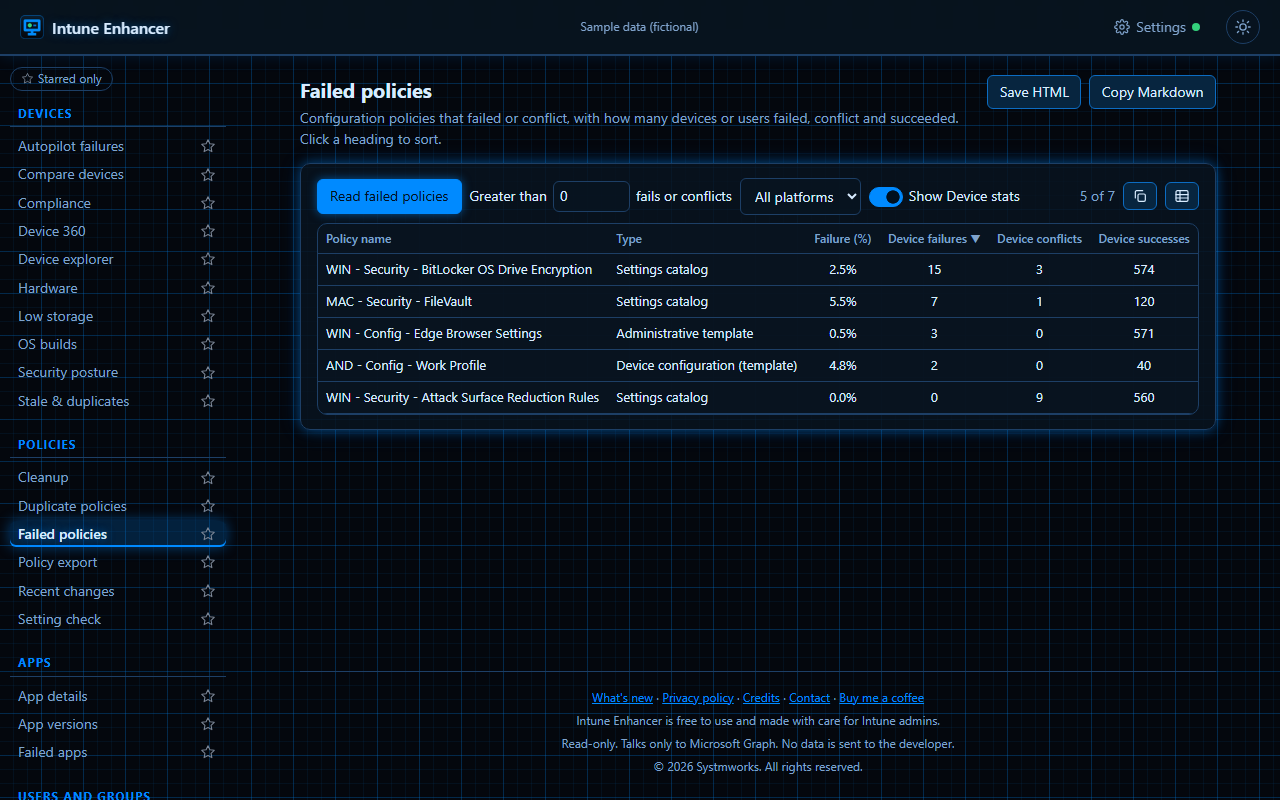 Intune Enhancer
Sample data (fictional)
Settings
Starred only
DEVICES
Autopilot failures
Compare devices
Compliance
Device 360
Device explorer
Hardware
Low storage
OS builds
Security posture
Stale & duplicates
POLICIES
Cleanup
Duplicate policies
Failed policies
Policy export
Recent changes
Setting check
APPS
App details
App versions
Failed apps
USERS AND GROUPS
Failed policies
Save HTML
Copy Markdown
Configuration policies that failed or conflict, with how many devices or users failed, conflict and succeeded.
Click a heading to sort.
Read failed policies Greater than 0 fails or conflicts All platforms Show Device stats 5 of 7
Policy name Type Failure (%) Device failures ▼ Device conflicts Device successes
WIN - Security - BitLocker OS Drive Encryption Settings catalog 2.5% 15 3 574
MAC - Security - FileVault Settings catalog 5.5% 7 1 120
WIN - Config - Edge Browser Settings Administrative template 0.5% 3 0 571
AND - Config - Work Profile Device configuration (template) 4.8% 2 0 40
WIN - Security - Attack Surface Reduction Rules Settings catalog 0.0% 0 9 560
What's new · Privacy policy · Credits · Contact · Buy me a coffee
Intune Enhancer is free to use and made with care for Intune admins.
Read-only. Talks only to Microsoft Graph. No data is sent to the developer.
© 2026 Systmworks. All rights reserved.